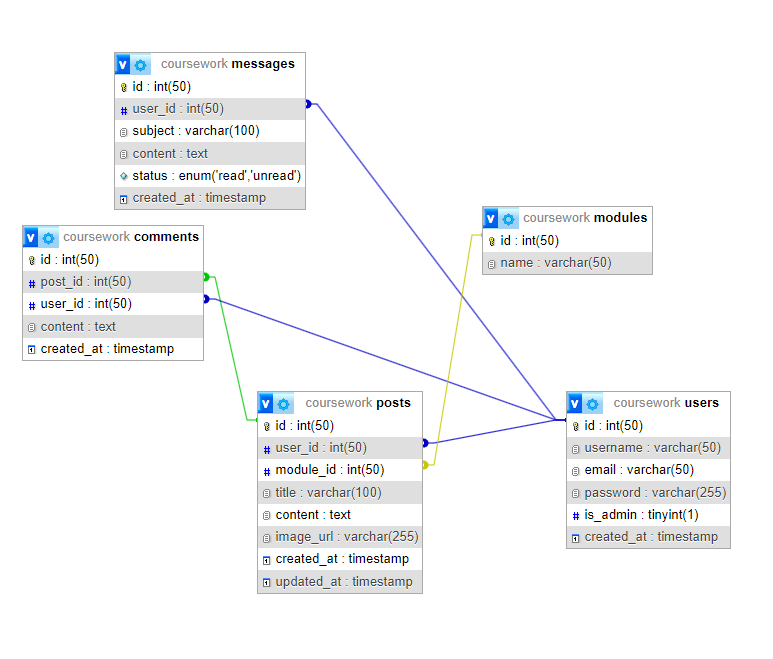 coursework messages
id : int(50)
user_id : int(50)
subject : varchar(100)
content : text
status : enum('read','unread')
created_at : timestamp
coursework comments
id : int(50)
post_id : int(50)
user_id : int(50)
content : text
created_at : timestamp
coursework modules
id : int(50)
name : varchar(50)
coursework posts
id : int(50)
user_id : int(50)
module_id : int(50)
title : varchar(100)
content : text
image_url : varchar(255)
created_at : timestamp
updated_at : timestamp
coursework users
id : int(50)
username : varchar(50)
email : varchar(50)
password : varchar(255)
is_admin : tinyint(1)
created_at : timestamp